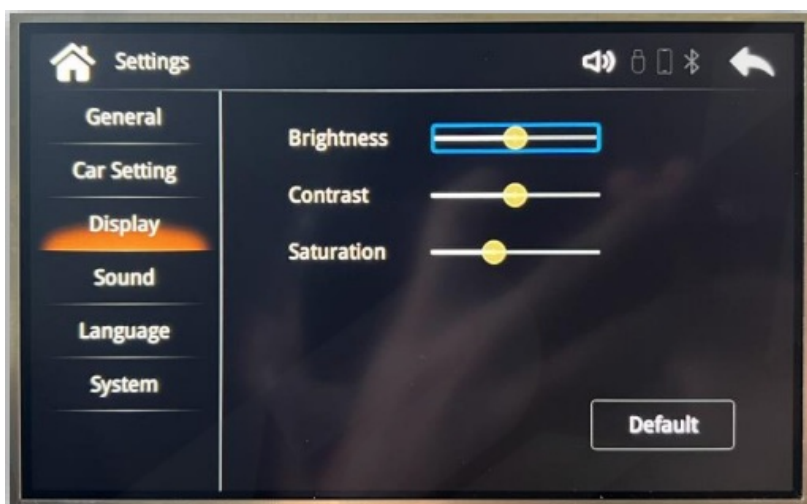 Settings
General
Car Setting
Display
Sound
Language
System
Brightness
Contrast
Saturation
Default